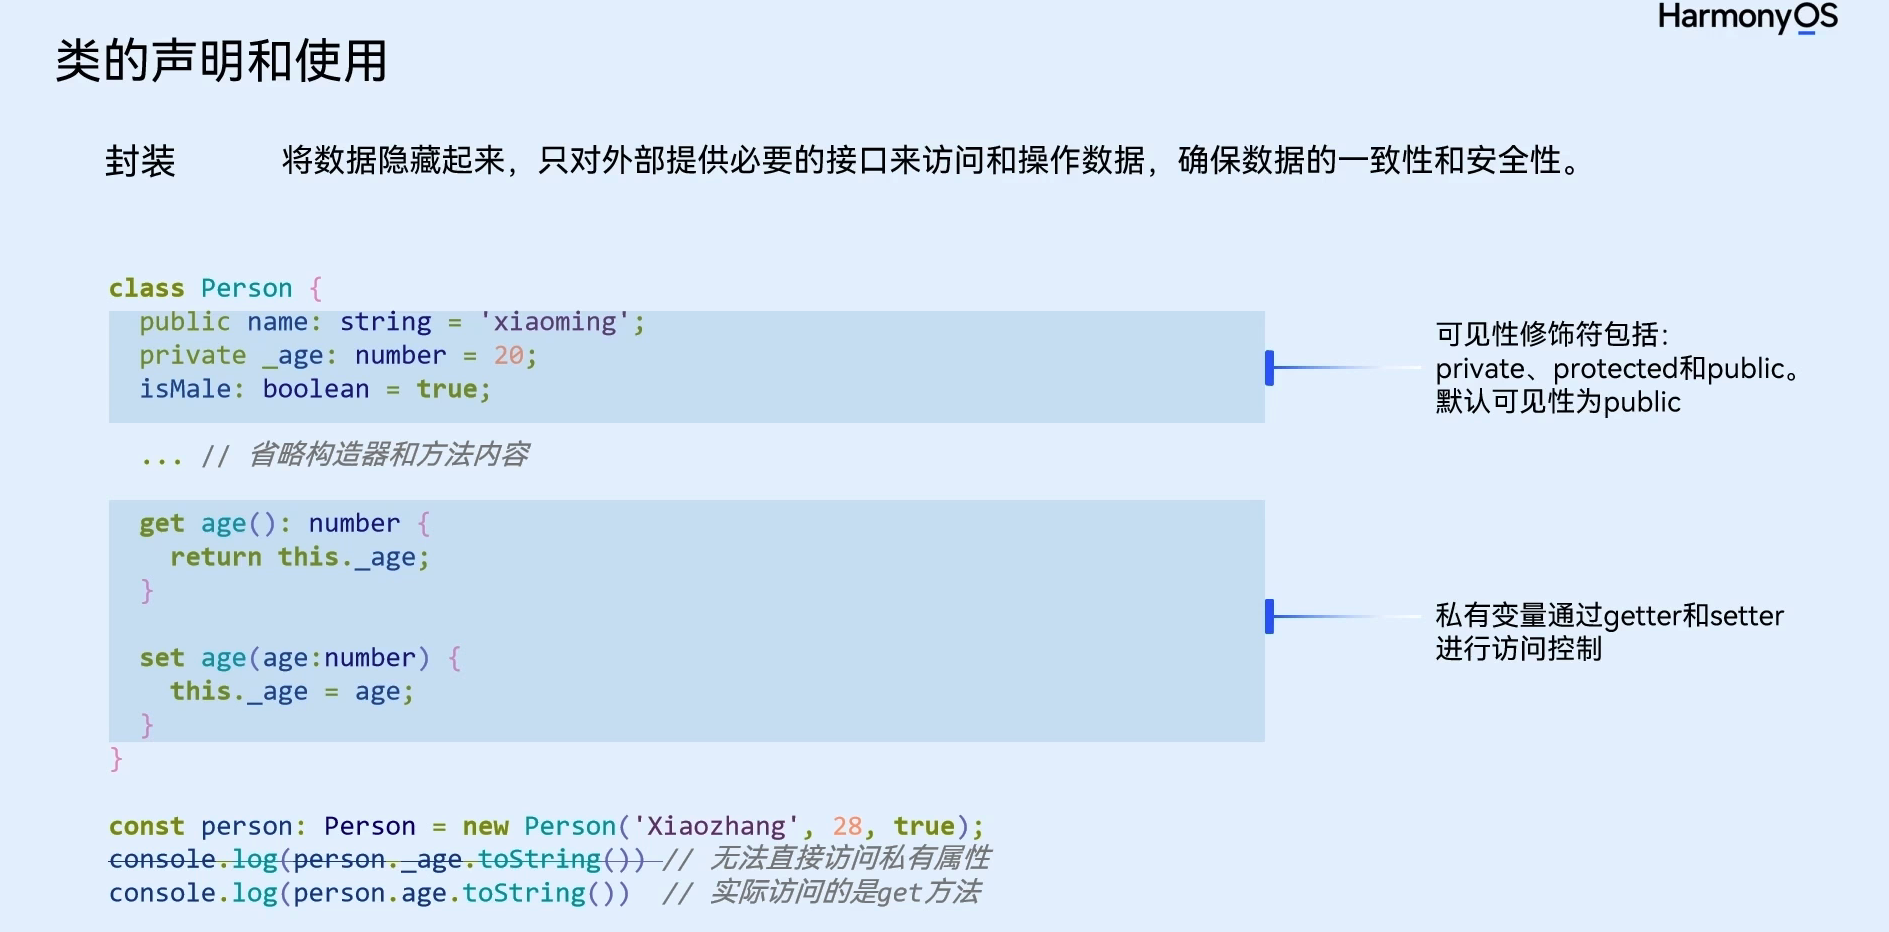 HarmonyOS
类的声明和使用
封装
将数据隐藏起来，只对外部提供必要的接口来访问和操作数据，确保数据的一致性和安全性。
class Person {
  public name: string = 'xiaoming';
  private _age: number = 20;
  isMale: boolean = true;
可见性修饰符包括：
private、protected和public。
默认可见性为public
  ... // 省略构造器和方法内容
  get age(): number {
    return this._age;
  }
  set age(age:number) {
    this._age = age;
  }
}
私有变量通过getter和setter
进行访问控制
const person: Person = new Person('Xiaozhang', 28, true);
console.log(person._age.toString()) // 无法直接访问私有属性
console.log(person.age.toString())  // 实际访问的是get方法